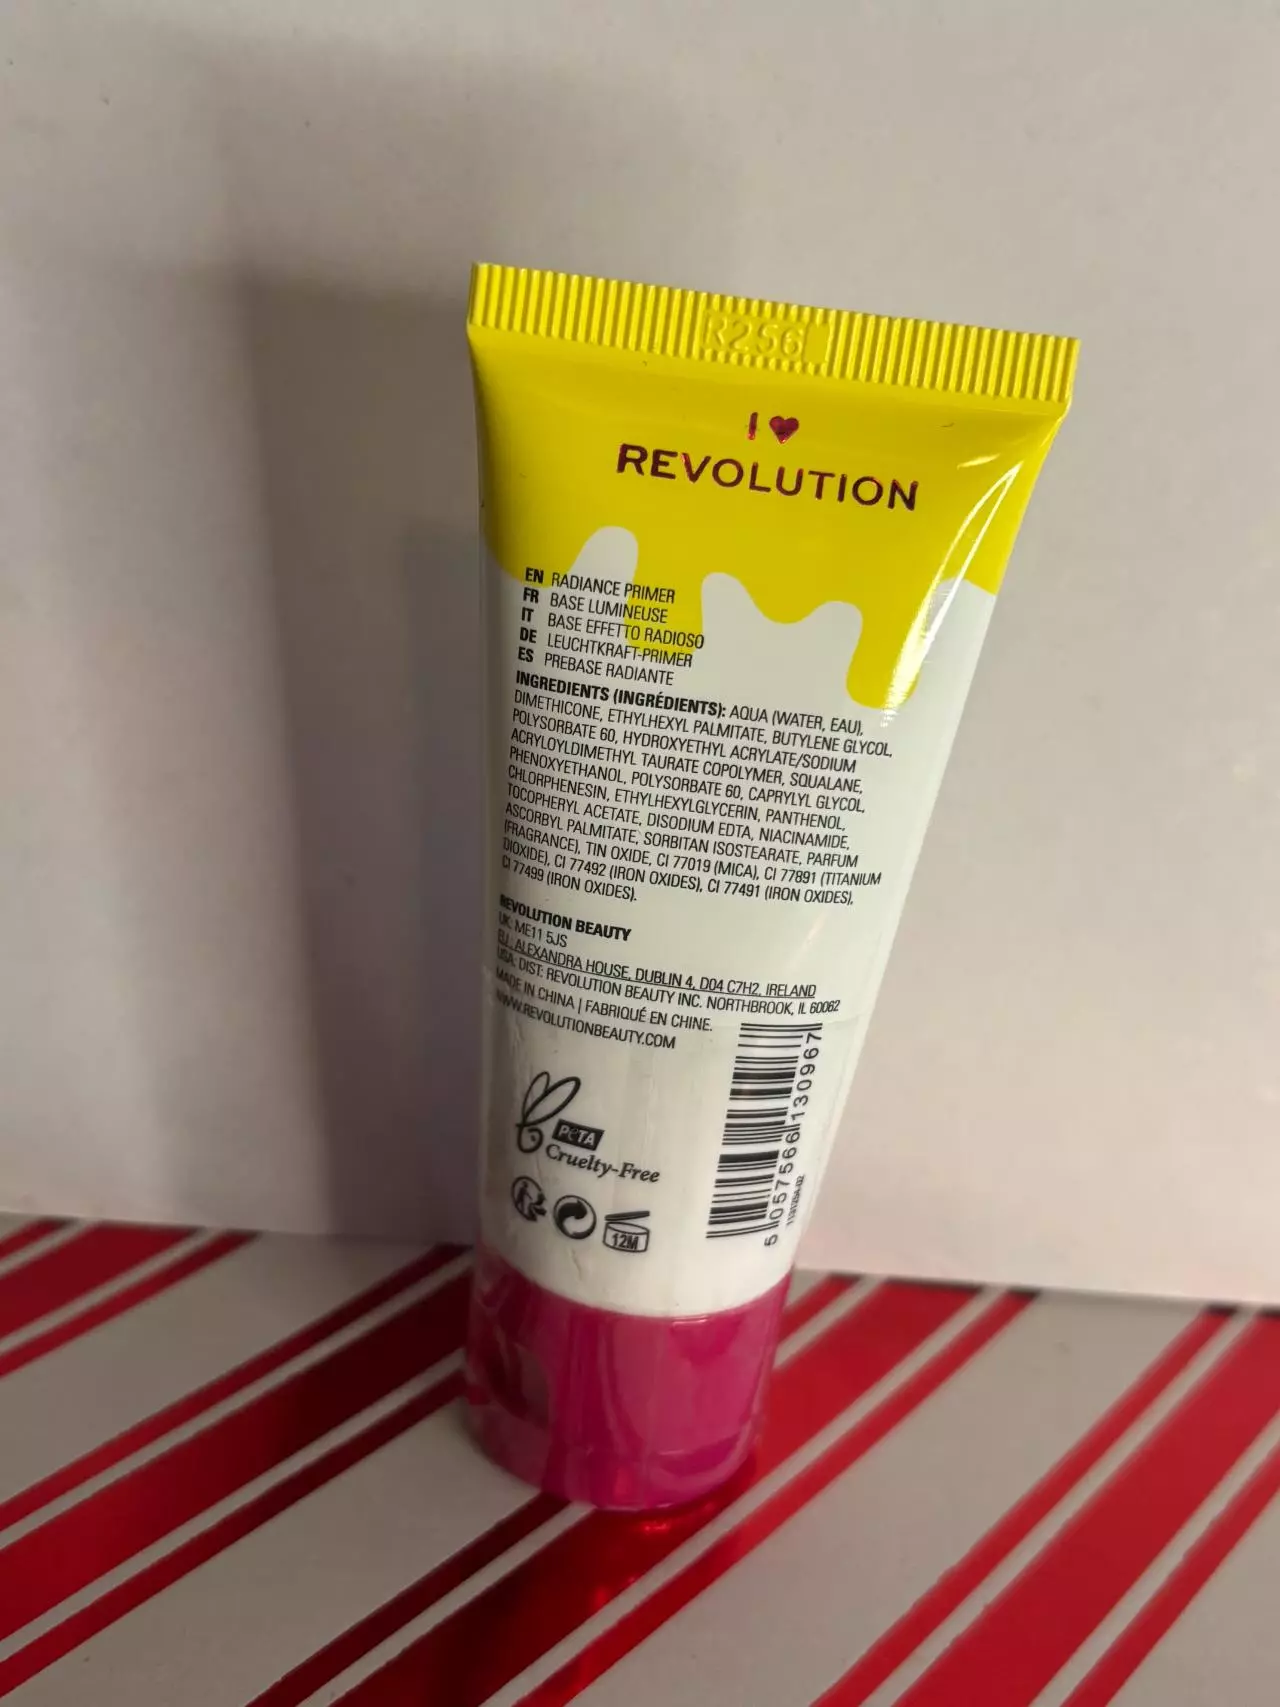 R256
I ♥
REVOLUTION
EN RADIANCE PRIMER
FR BASE LUMINEUSE
IT BASE EFFETTO RADIOSO
DE LEUCHTKRAFT-PRIMER
ES PREBASE RADIANTE
INGREDIENTS (INGRÉDIENTS): AQUA (WATER, EAU),
DIMETHICONE, ETHYLHEXYL PALMITATE, BUTYLENE GLYCOL,
POLYSORBATE 60, HYDROXYETHYL ACRYLATE/SODIUM
ACRYLOYLDIMETHYL TAURATE COPOLYMER, SQUALANE,
PHENOXYETHANOL, POLYSORBATE 60, CAPRYLYL GLYCOL,
CHLORPHENESIN, ETHYLHEXYLGLYCERIN, PANTHENOL,
TOCOPHERYL ACETATE, DISODIUM EDTA, NIACINAMIDE,
ASCORBYL PALMITATE, SORBITAN ISOSTEARATE, PARFUM
(FRAGRANCE), TIN OXIDE, CI 77019 (MICA), CI 77891 (TITANIUM
DIOXIDE), CI 77492 (IRON OXIDES), CI 77491 (IRON OXIDES),
CI 77499 (IRON OXIDES).
REVOLUTION BEAUTY
UK: ME11 5JS
EU: ALEXANDRA HOUSE, DUBLIN 4, D04 C7H2, IRELAND
USA: DIST: REVOLUTION BEAUTY INC. NORTHBROOK, IL 60062
MADE IN CHINA | FABRIQUÉ EN CHINE.
WWW.REVOLUTIONBEAUTY.COM
PETA
Cruelty-Free
12M
5 057566 130967